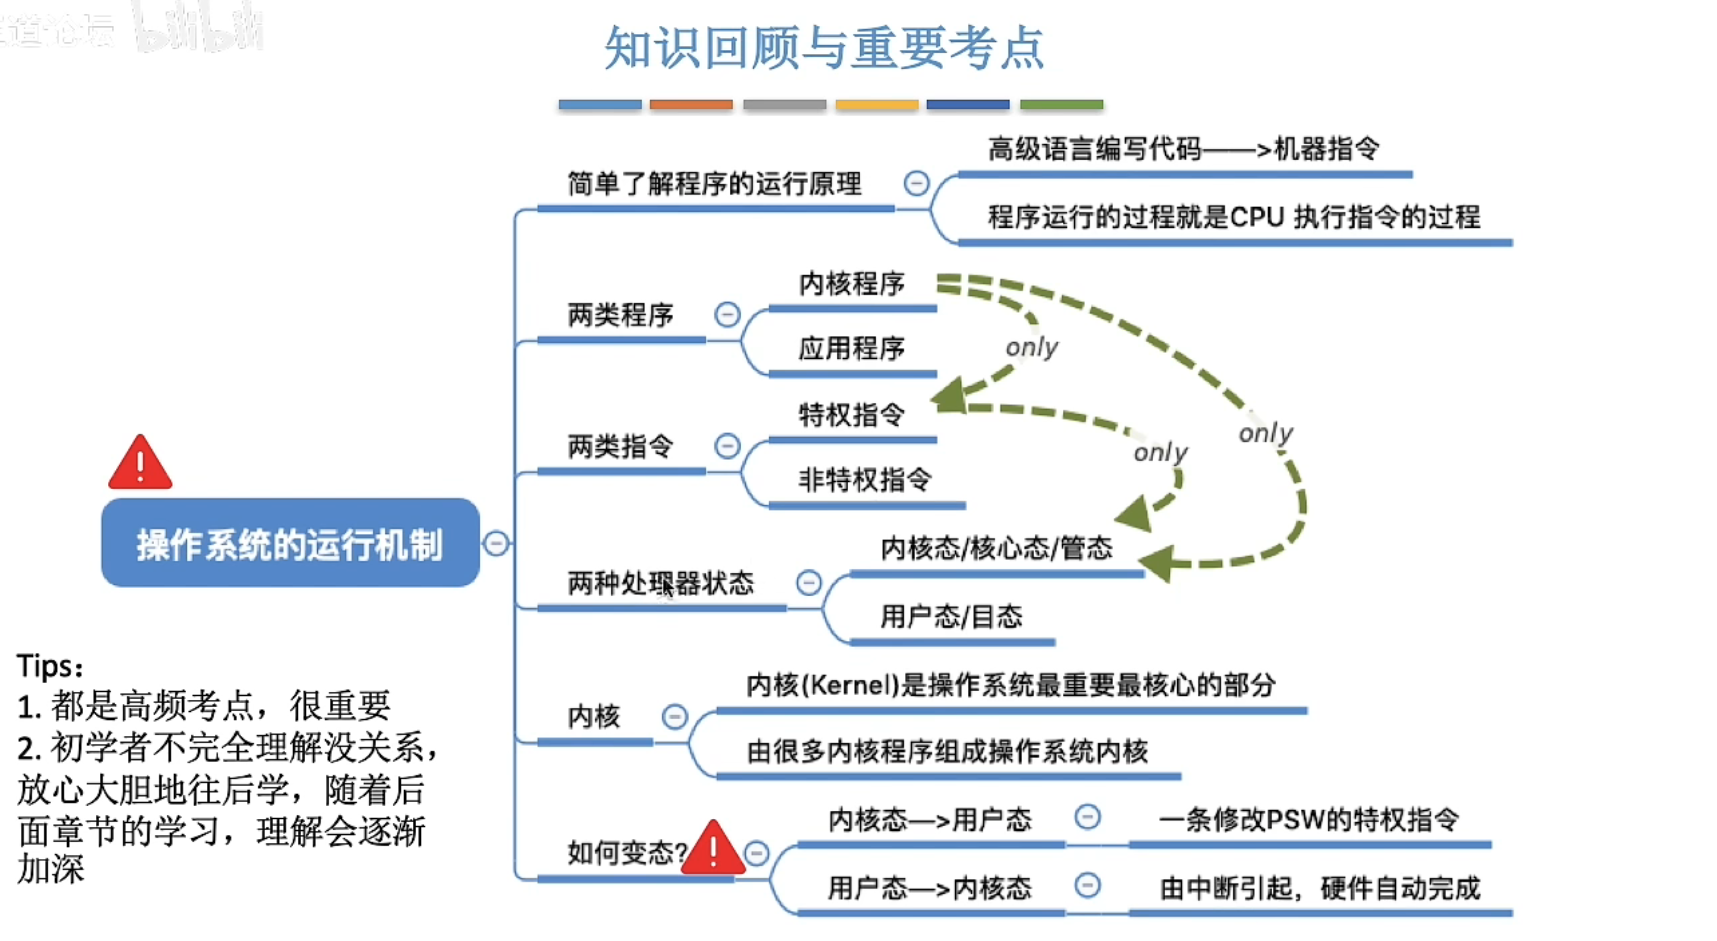 道论坛 bilibili
知识回顾与重要考点
高级语言编写代码——>机器指令
简单了解程序的运行原理
程序运行的过程就是CPU 执行指令的过程
内核程序
两类程序
应用程序
only
特权指令
only
两类指令
only
非特权指令
操作系统的运行机制
内核态/核心态/管态
两种处理器状态
用户态/目态
Tips：
1. 都是高频考点，很重要
2. 初学者不完全理解没关系，
放心大胆地往后学，随着后
面章节的学习，理解会逐渐
加深
内核(Kernel)是操作系统最重要最核心的部分
内核
由很多内核程序组成操作系统内核
内核态—>用户态
一条修改PSW的特权指令
如何变态?
用户态—>内核态
由中断引起，硬件自动完成